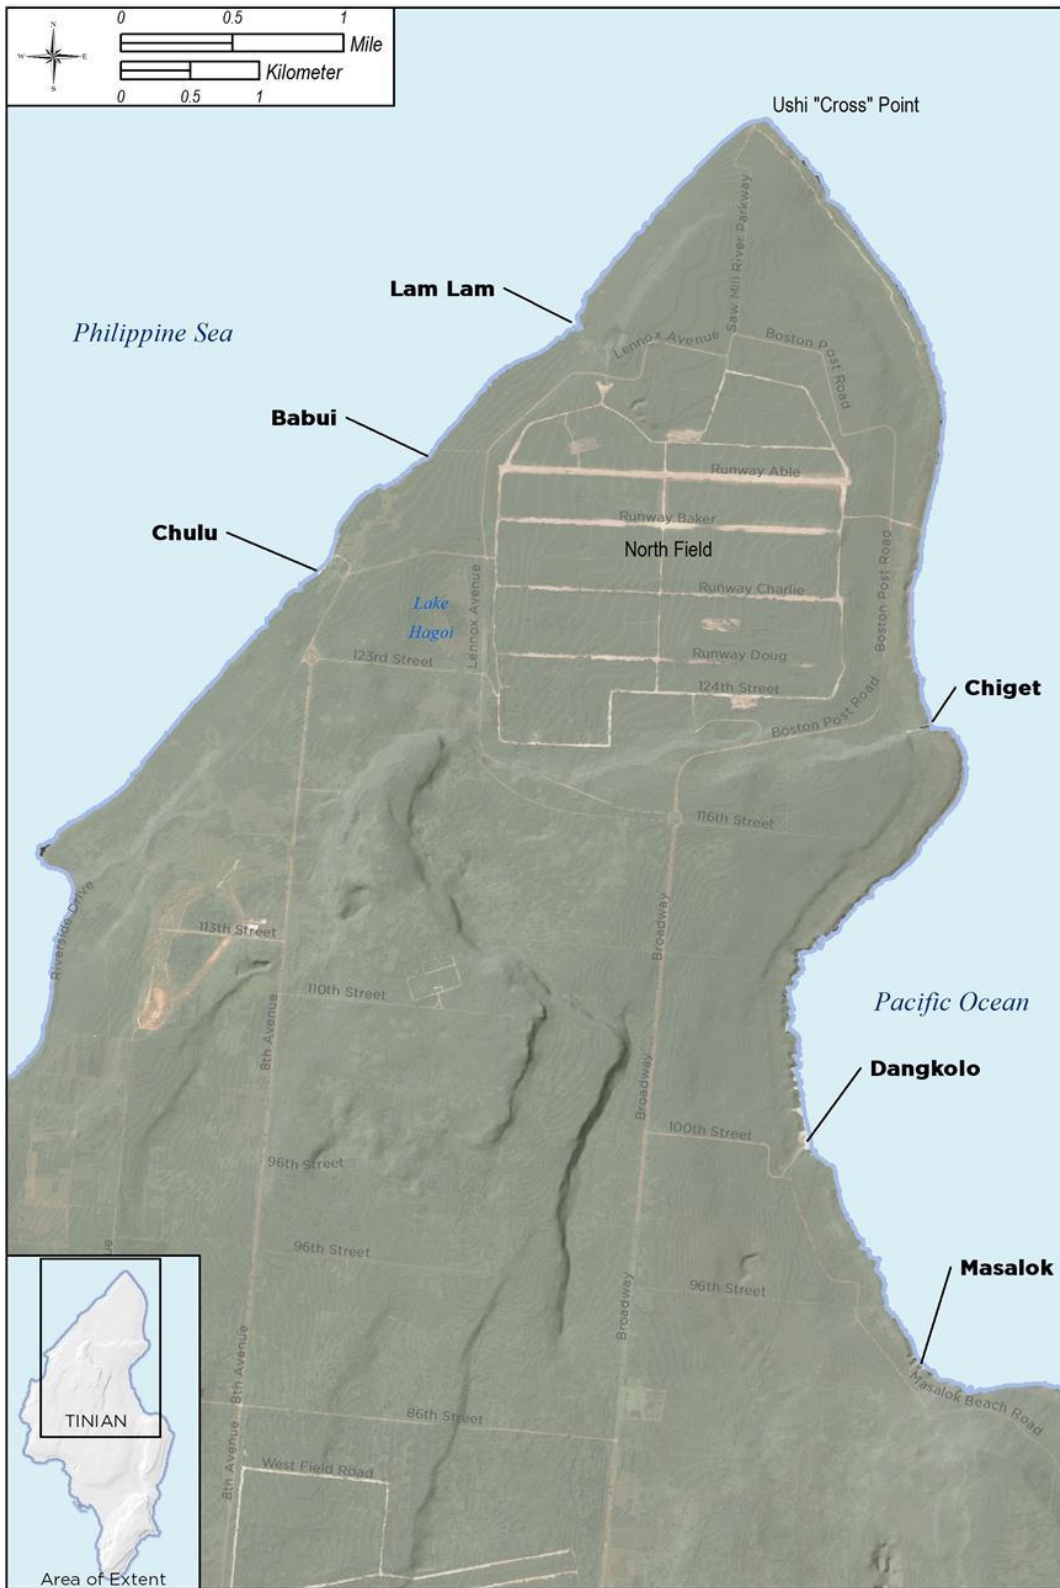 N
W
E
S
0 0.5 1
Mile
Kilometer
0 0.5 1
Ushi "Cross" Point
Saw Mill River Parkway
Lam Lam
Philippine Sea
Lennox Avenue
Boston Post Road
Babui
Runway Able
Runway Baker
Chulu
North Field
Boston Post Road
Runway Charlie
Lennox Avenue
Lake
Hagoi
123rd Street
Runway Doug
124th Street
Chiget
Boston Post Road
116th Street
Riverside Drive
Broadway
113th Street
110th Street
Pacific Ocean
8th Avenue
Broadway
Dangkolo
100th Street
96th Street
96th Street
Masalok
96th Street
Broadway
8th Avenue
Masalok Beach Road
TINIAN
86th Street
8th Avenue
West Field Road
Area of Extent